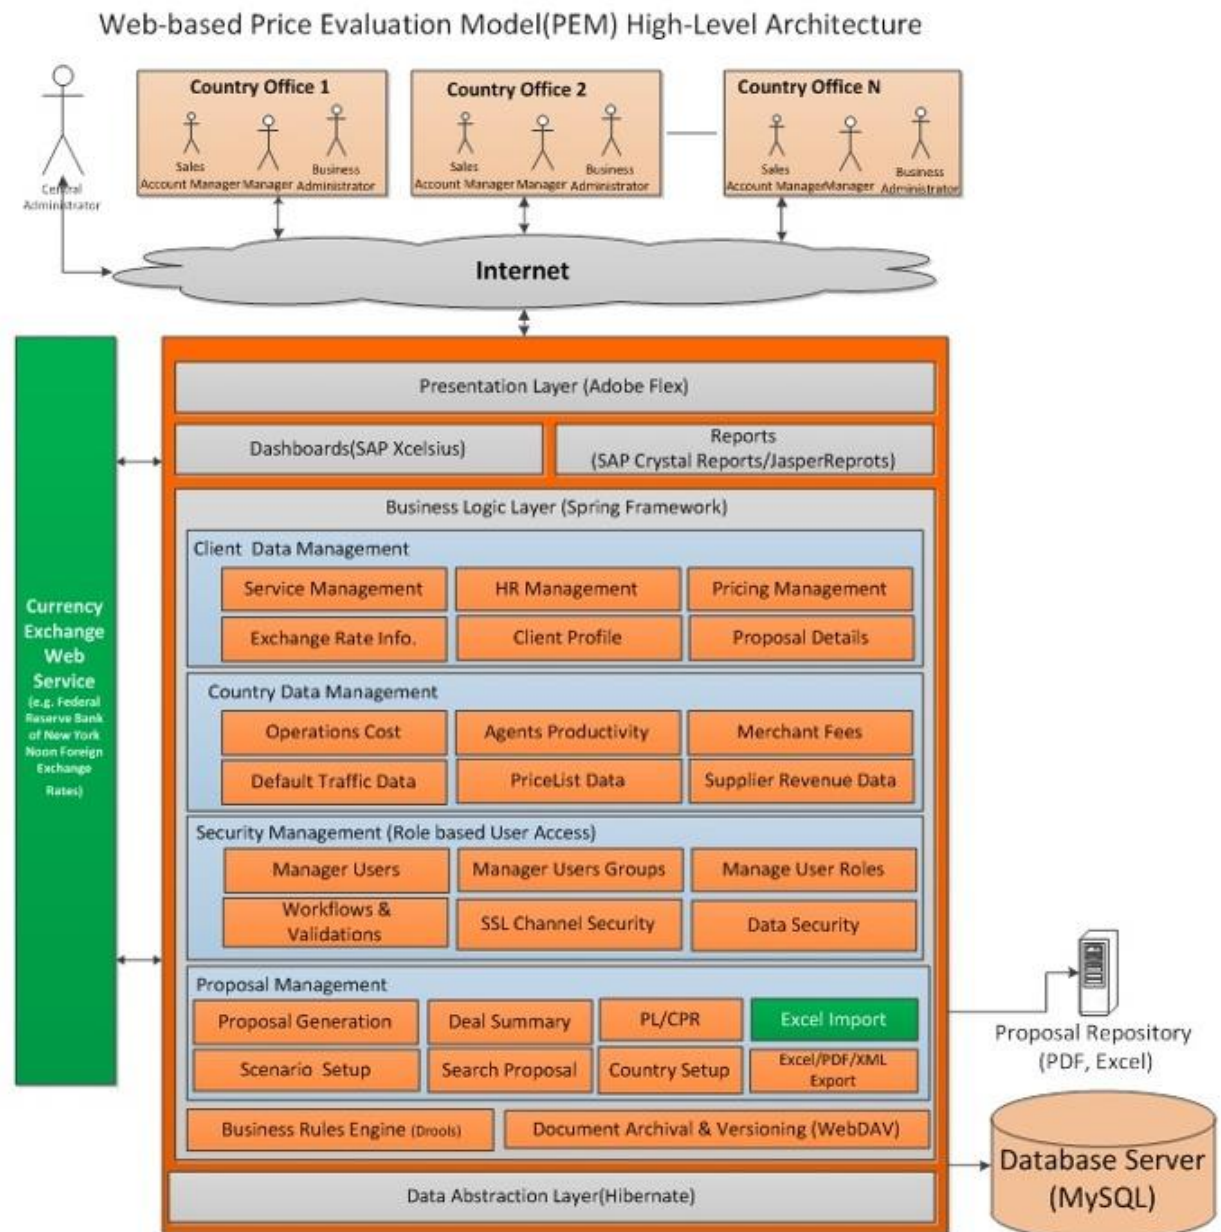 Web-based Price Evaluation Model(PEM) High-Level Architecture
Central
Administrator
Country Office 1
Sales
Account Manager
Manager
Business
Administrator
Country Office 2
Sales
Account Manager
Manager
Business
Administrator
Country Office N
Sales
Account Manager
Manager
Business
Administrator
Internet
Currency
Exchange
Web
Service
(e.g. Federal
Reserve Bank
of New York
Noon Foreign
Exchange
Rates)
Presentation Layer (Adobe Flex)
Dashboards(SAP Xcelsius)
Reports
(SAP Crystal Reports/JasperReprots)
Business Logic Layer (Spring Framework)
Client Data Management
Service Management
HR Management
Pricing Management
Exchange Rate Info.
Client Profile
Proposal Details
Country Data Management
Operations Cost
Agents Productivity
Merchant Fees
Default Traffic Data
PriceList Data
Supplier Revenue Data
Security Management (Role based User Access)
Manager Users
Manager Users Groups
Manage User Roles
Workflows &
Validations
SSL Channel Security
Data Security
Proposal Management
Proposal Generation
Deal Summary
PL/CPR
Excel Import
Scenario Setup
Search Proposal
Country Setup
Excel/PDF/XML
Export
Business Rules Engine (Drools)
Document Archival & Versioning (WebDAV)
Data Abstraction Layer(Hibernate)
Proposal Repository
(PDF, Excel)
Database Server
(MySQL)